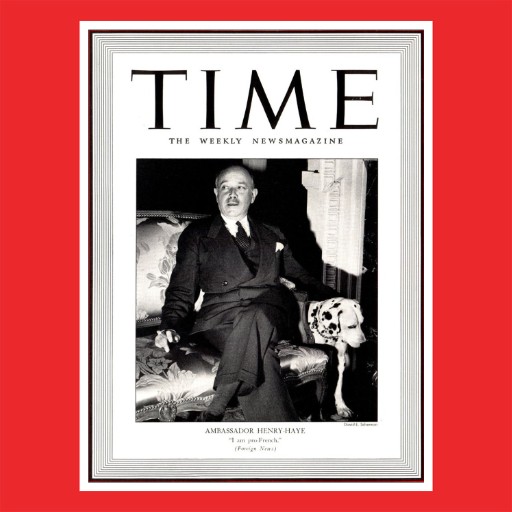 TIME
THE WEEKLY NEWSMAGAZINE
AMBASSADOR HENRY-HAYE
"I am pro-French."
(Foreign News)